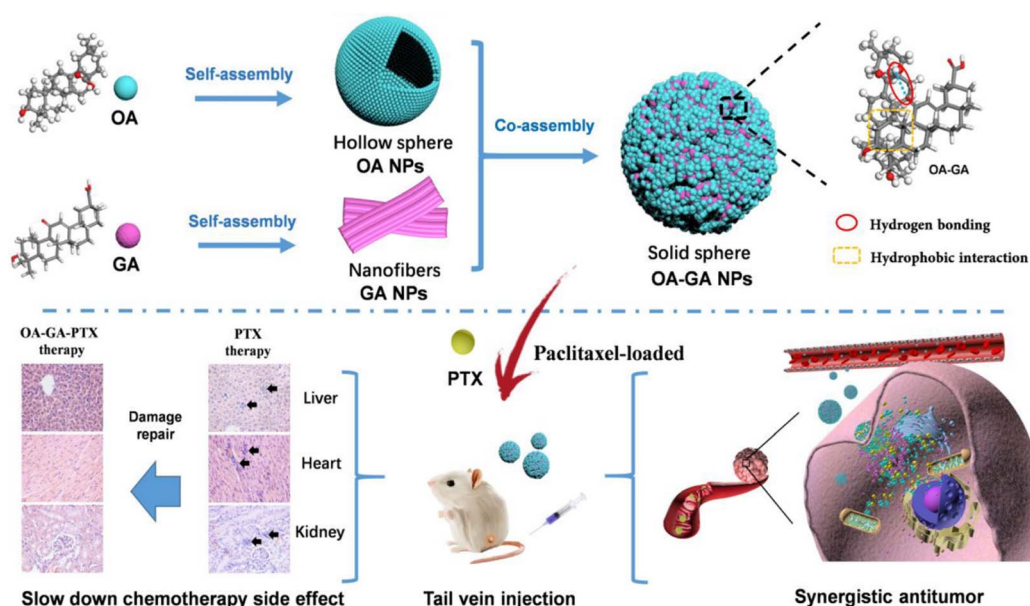 OA
Self-assembly
Hollow sphere
OA NPs
GA
Self-assembly
Nanofibers
GA NPs
Co-assembly
Solid sphere
OA-GA NPs
OA-GA
Hydrogen bonding
Hydrophobic interaction
OA-GA-PTX
therapy
Damage
repair
PTX
therapy
Liver
Heart
Kidney
Slow down chemotherapy side effect
PTX
Paclitaxel-loaded
Tail vein injection
Synergistic antitumor